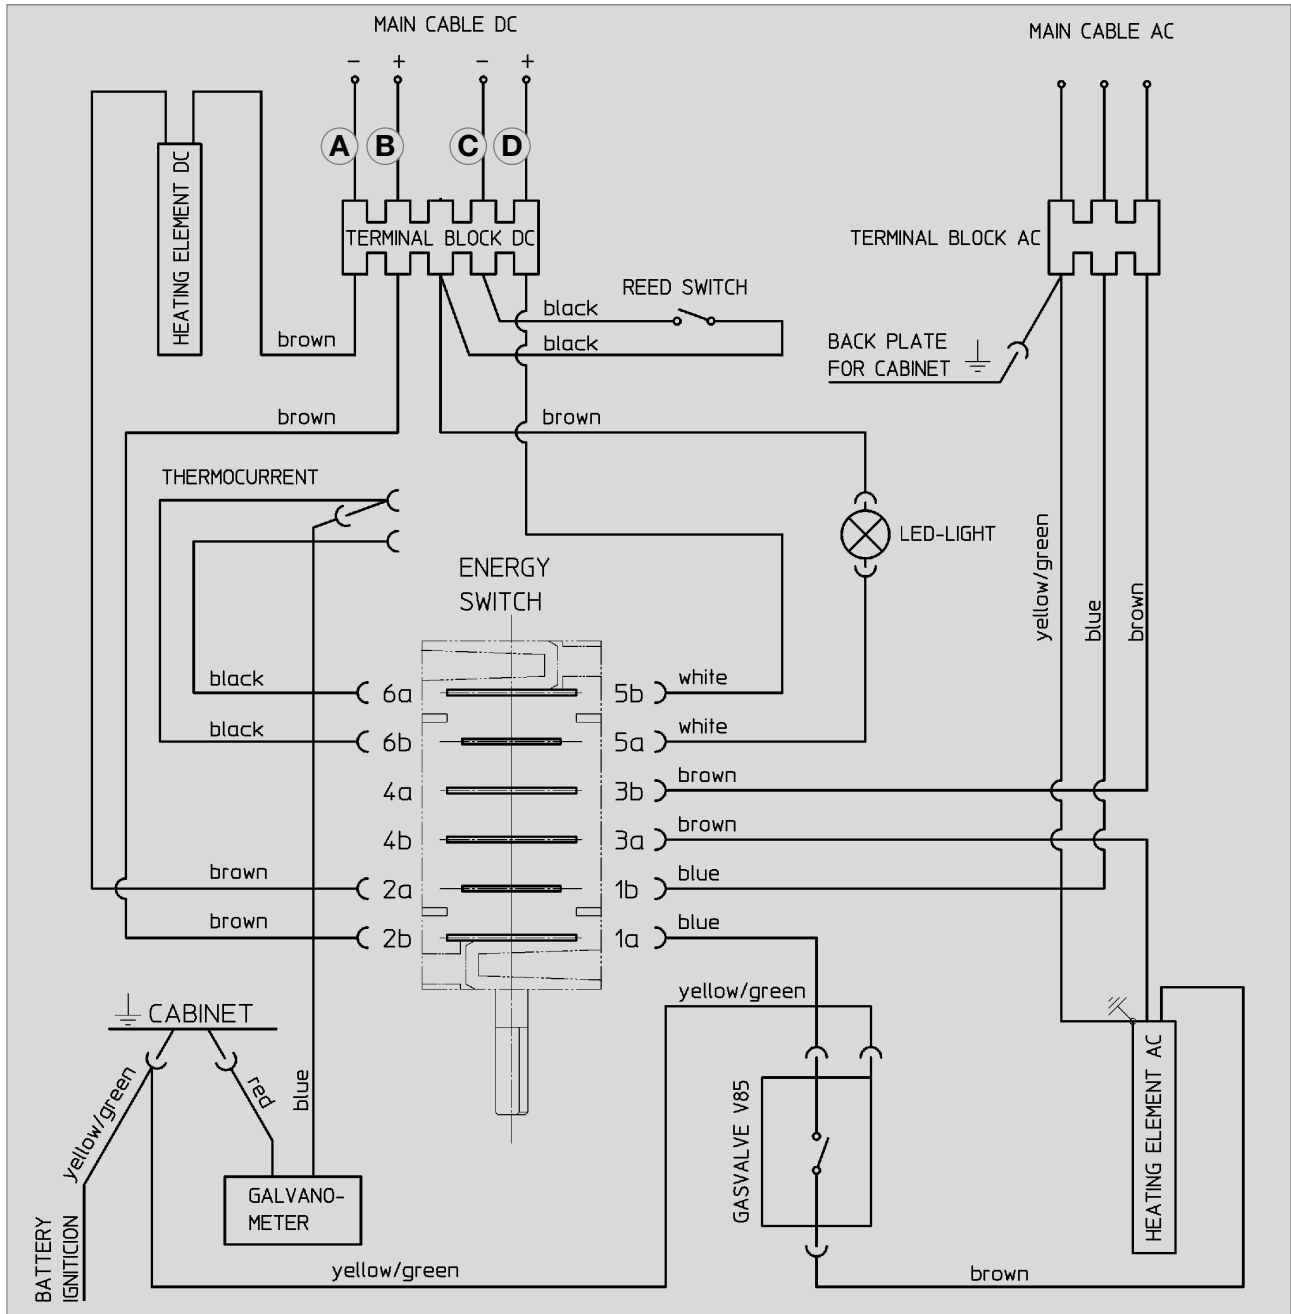 MAIN CABLE DC
MAIN CABLE AC
− + − +
A B C D
HEATING ELEMENT DC
TERMINAL BLOCK DC
TERMINAL BLOCK AC
REED SWITCH
black
brown
black
BACK PLATE
FOR CABINET
brown
brown
THERMOCURRENT
LED-LIGHT
ENERGY
SWITCH
yellow/green
blue
brown
black
6a
5b
white
black
6b
5a
white
4a
3b
brown
4b
3a
brown
brown
2a
1b
blue
brown
2b
1a
blue
yellow/green
CABINET
yellow/green
red
blue
GASVALVE V85
HEATING ELEMENT AC
GALVANO-
METER
BATTERY
IGNITICION
yellow/green
brown